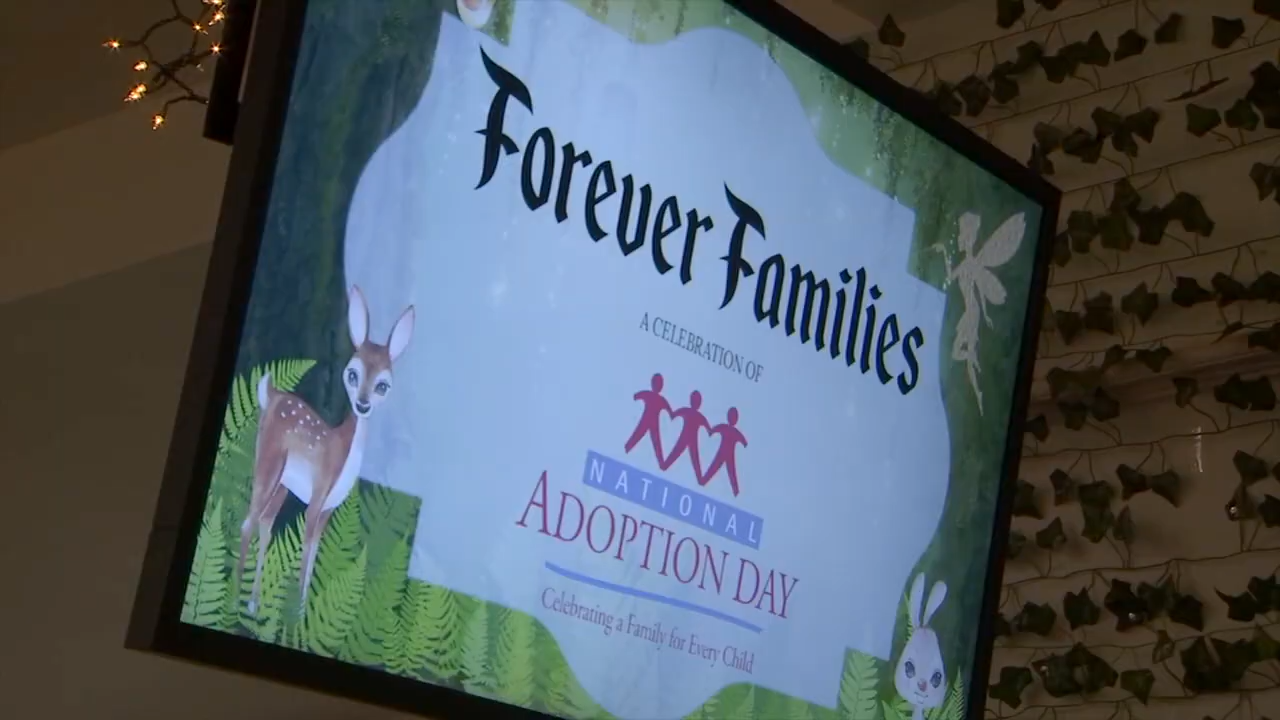 Forever Families
A CELEBRATION OF
NATIONAL
ADOPTION DAY
Celebrating a Family for Every Child